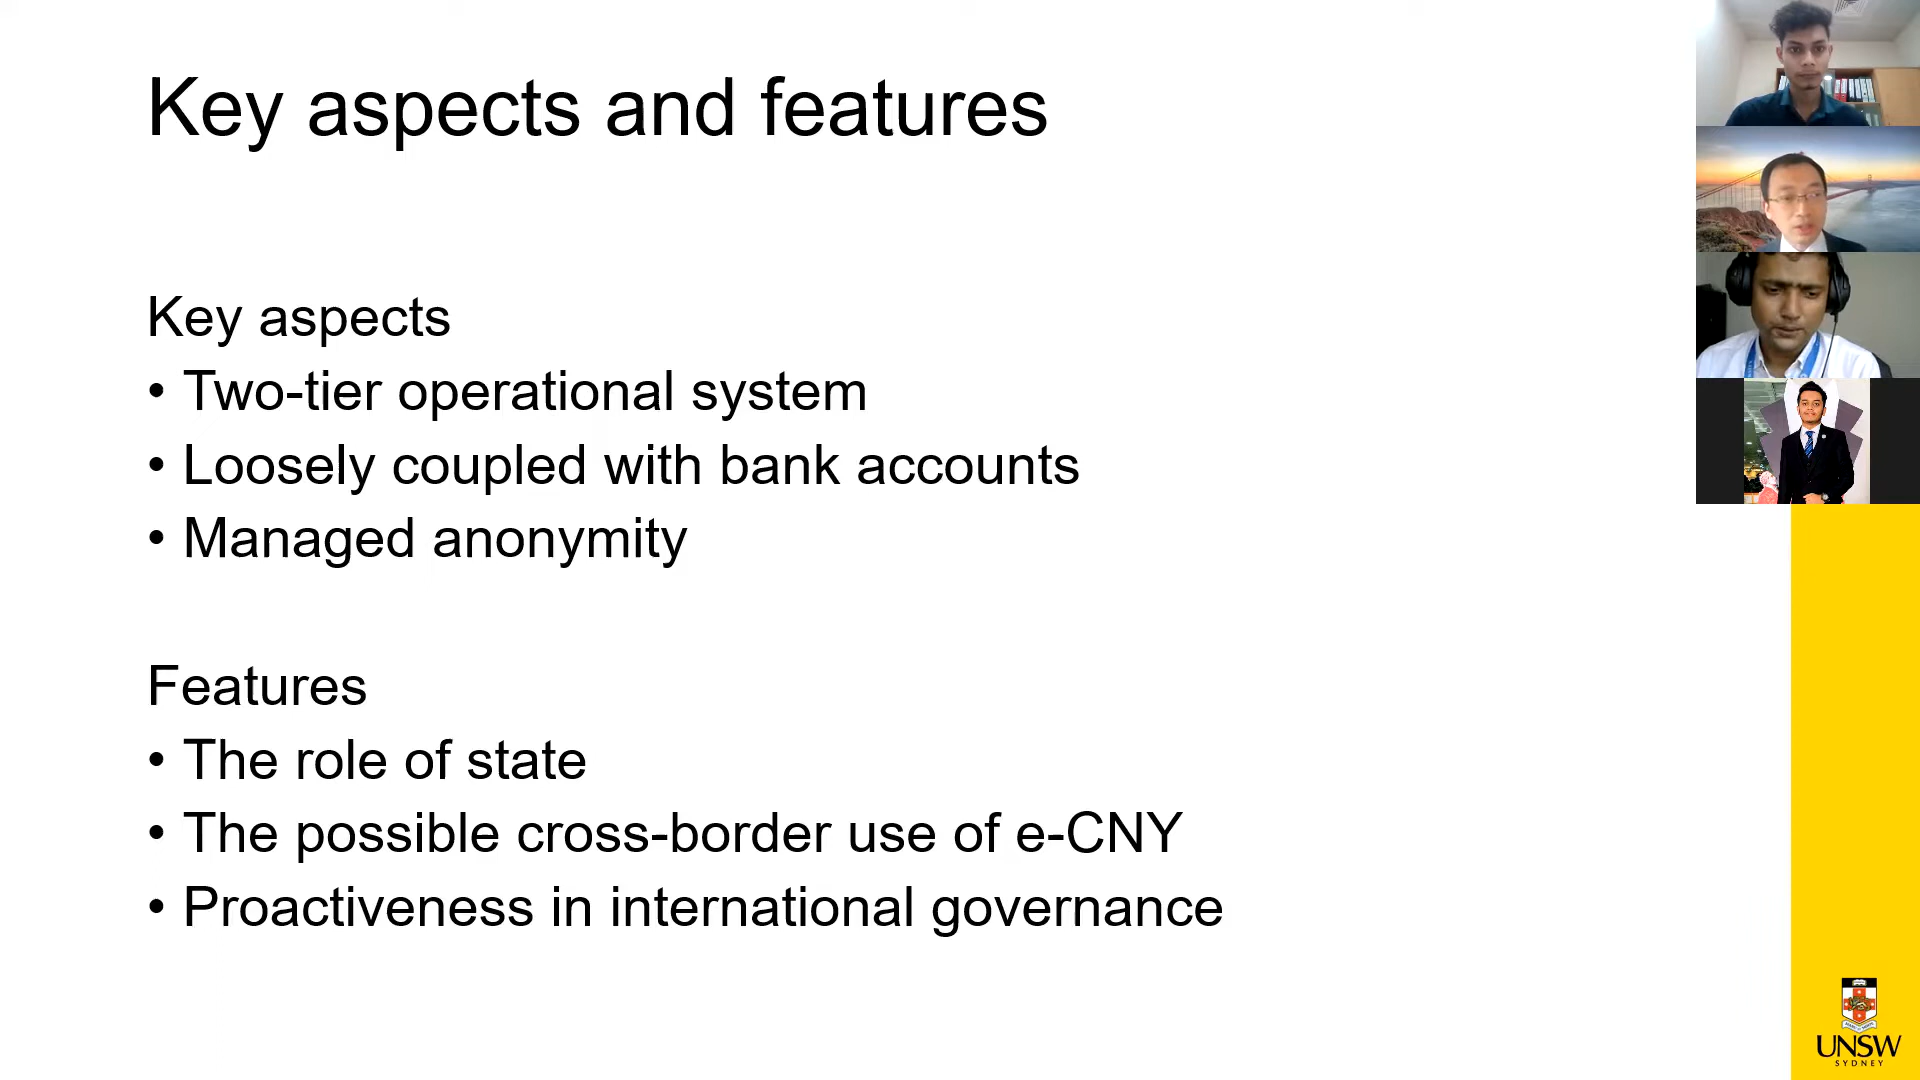 Key aspects and features
Key aspects
• Two-tier operational system
• Loosely coupled with bank accounts
• Managed anonymity
Features
• The role of state
• The possible cross-border use of e-CNY
• Proactiveness in international governance
UNSW
SYDNEY